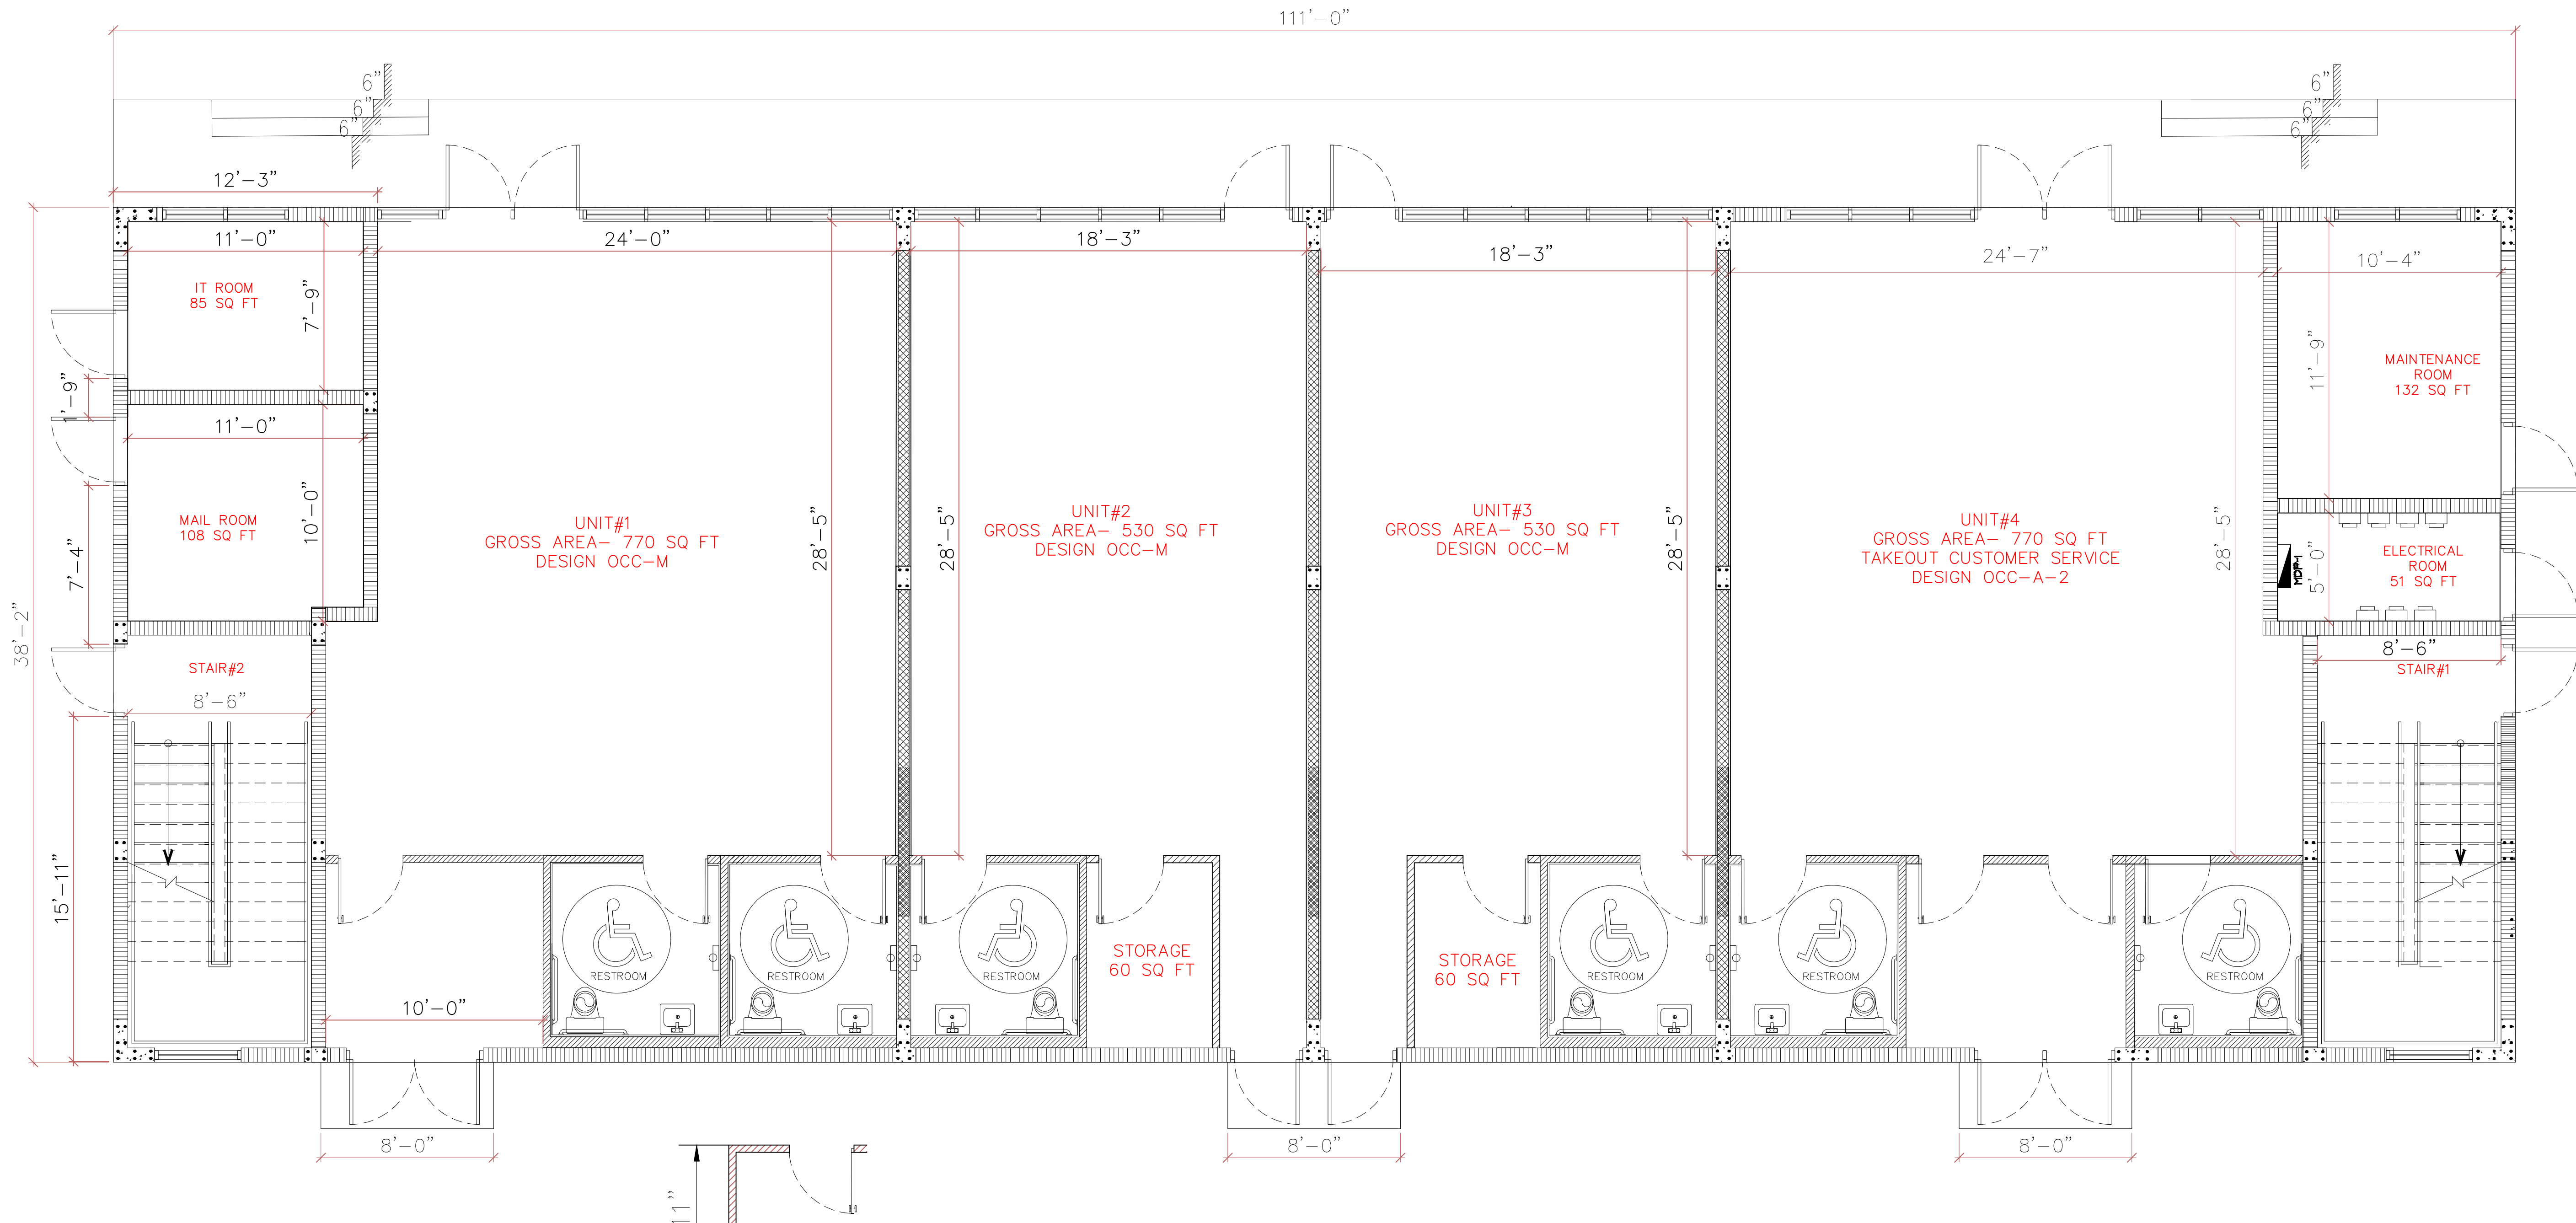 111'-0"
6"
6"
6"
6"
6"
6"
12'-3"
11'-0"
24'-0"
18'-3"
18'-3"
24'-7"
10'-4"
IT ROOM
85 SQ FT
7'-9"
1'-9"
11'-0"
MAIL ROOM
108 SQ FT
10'-0"
7'-4"
38'-2"
UNIT#1
GROSS AREA- 770 SQ FT
DESIGN OCC-M
28'-5"
28'-5"
UNIT#2
GROSS AREA- 530 SQ FT
DESIGN OCC-M
UNIT#3
GROSS AREA- 530 SQ FT
DESIGN OCC-M
28'-5"
UNIT#4
GROSS AREA- 770 SQ FT
TAKEOUT CUSTOMER SERVICE
DESIGN OCC-A-2
28'-5"
11'-9"
MAINTENANCE
ROOM
132 SQ FT
MDP-1
5'-0"
ELECTRICAL
ROOM
51 SQ FT
8'-6"
STAIR#1
STAIR#2
8'-6"
15'-11"
10'-0"
RESTROOM
RESTROOM
RESTROOM
STORAGE
60 SQ FT
STORAGE
60 SQ FT
RESTROOM
RESTROOM
RESTROOM
8'-0"
8'-0"
8'-0"
11"